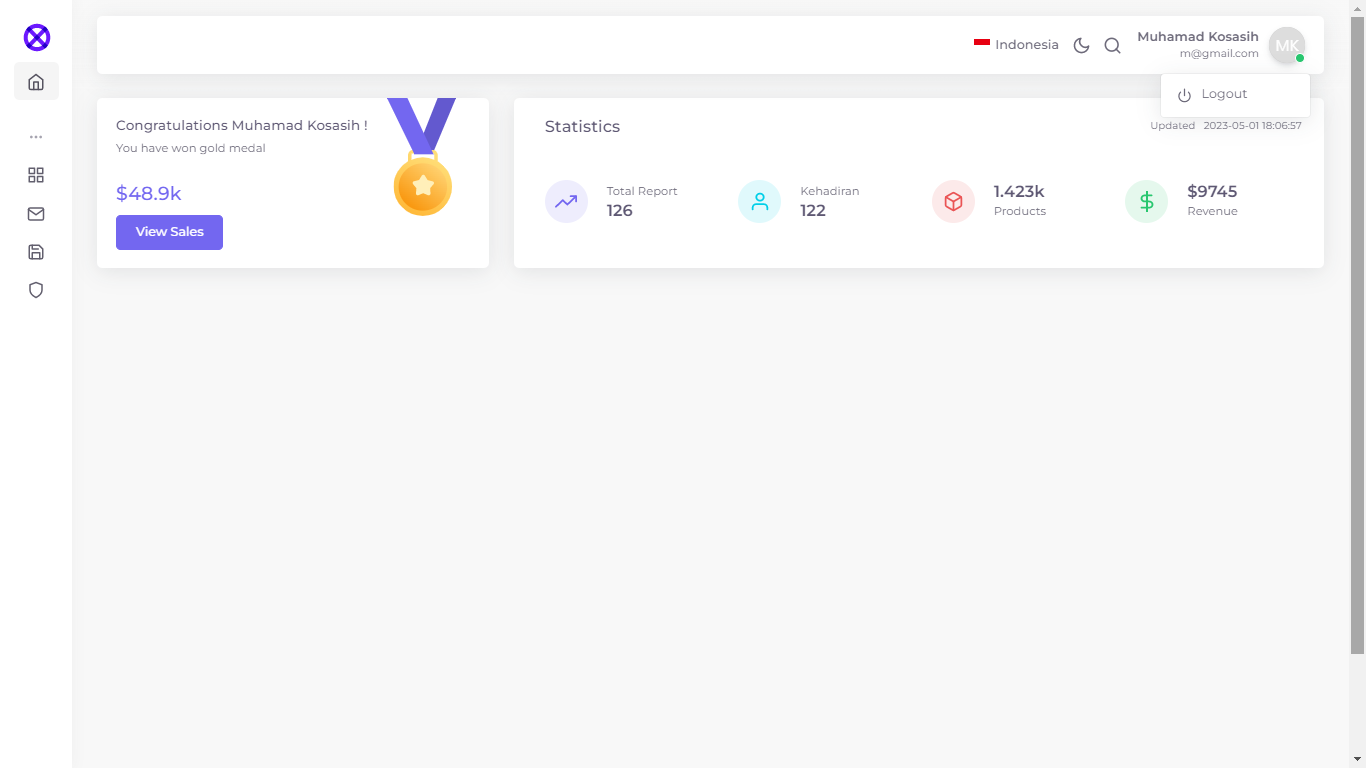 Indonesia
Muhamad Kosasih
m@gmail.com
MK
Logout
Congratulations Muhamad Kosasih !
You have won gold medal
$48.9k
View Sales
Statistics
Updated 2023-05-01 18:06:57
Total Report
126
Kehadiran
122
1.423k
Products
$9745
Revenue